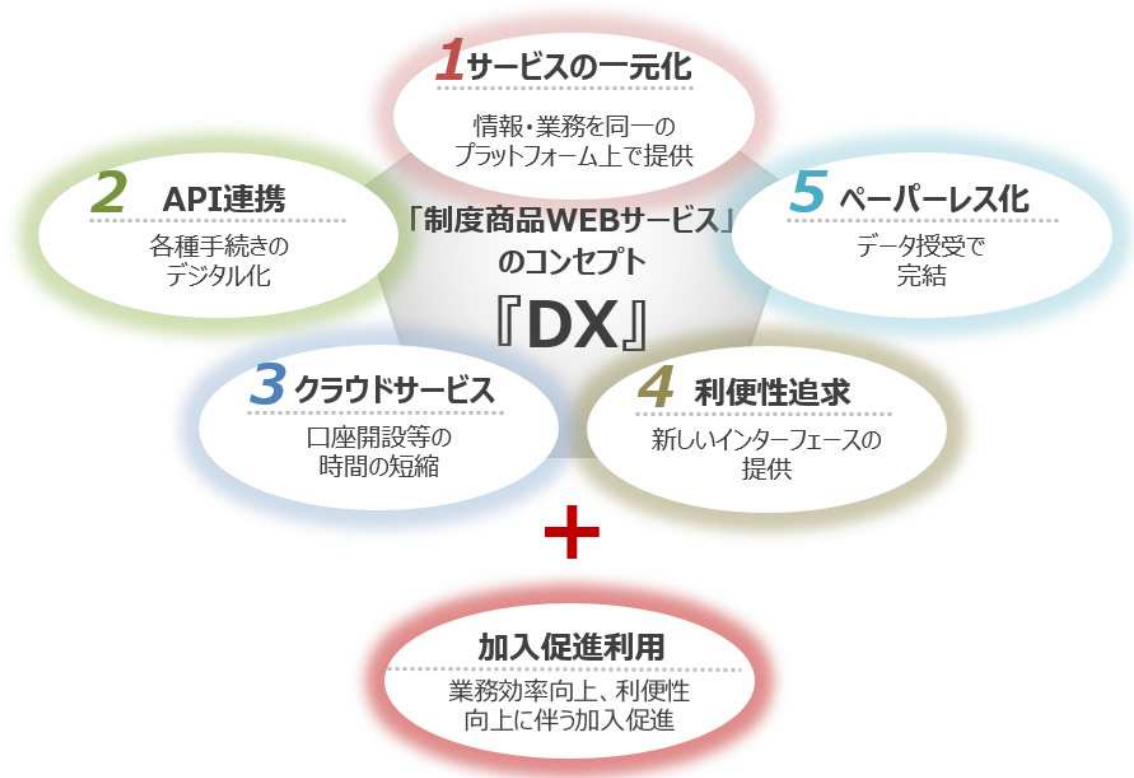 1 サービスの一元化
情報・業務を同一の
プラットフォーム上で提供
2 API連携
各種手続きの
デジタル化
5 ペーパーレス化
データ授受で
完結
「制度商品WEBサービス」
のコンセプト
『DX』
3 クラウドサービス
口座開設等の
時間の短縮
4 利便性追求
新しいインターフェースの
提供
+
加入促進利用
業務効率向上、利便性
向上に伴う加入促進